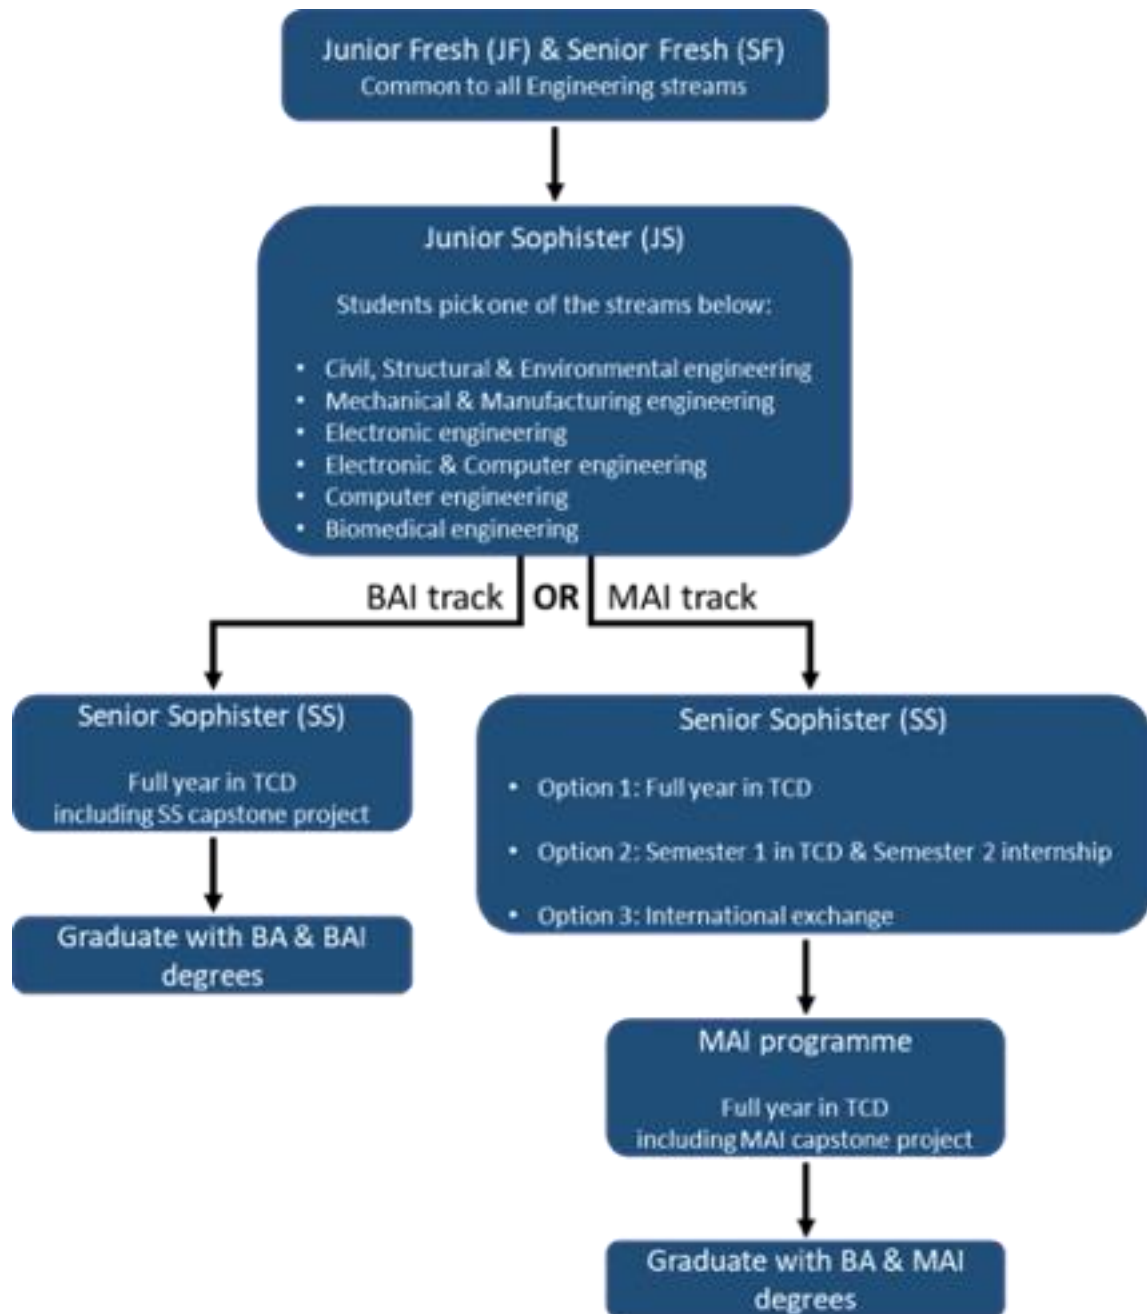 Junior Fresh (JF) & Senior Fresh (SF)
Common to all Engineering streams
Junior Sophister (JS)
Students pick one of the streams below:
• Civil, Structural & Environmental engineering
• Mechanical & Manufacturing engineering
• Electronic engineering
• Electronic & Computer engineering
• Computer engineering
• Biomedical engineering
BAI track OR MAI track
Senior Sophister (SS)
Full year in TCD
including SS capstone project
Graduate with BA & BAI
degrees
Senior Sophister (SS)
• Option 1: Full year in TCD
• Option 2: Semester 1 in TCD & Semester 2 internship
• Option 3: International exchange
MAI programme
Full year in TCD
including MAI capstone project
Graduate with BA & MAI
degrees